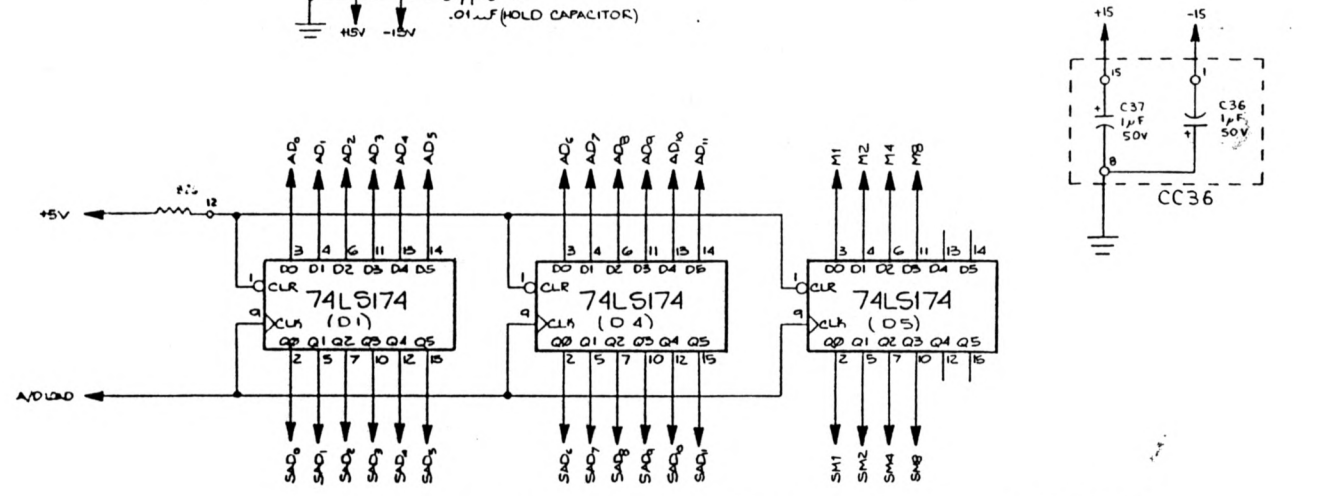 .01µF(HOLD CAPACITOR)
+15V -15V
+15 -15
15 1
+ C37 1µF 50V
C36 1µF 50V +
8
CC36
AD0 AD1 AD2 AD3 AD4 AD5
AD6 AD7 AD8 AD9 AD10 AD11
M1 M2 M4 M8
+5V 12
3 4 6 11 13 14
3 4 6 11 13 14
3 4 6 11 13 14
D0 D1 D2 D3 D4 D5
D0 D1 D2 D3 D4 D5
D0 D1 D2 D3 D4 D5
1 CLR 74LS174
1 CLR 74LS174
1 CLR 74LS174
9 CLK (D1)
9 CLK (D4)
9 CLK (D5)
Q0 Q1 Q2 Q3 Q4 Q5
Q0 Q1 Q2 Q3 Q4 Q5
Q0 Q1 Q2 Q3 Q4 Q5
2 5 7 10 12 15
2 5 7 10 12 15
2 5 7 10 12 15
A/D LOAD
SAD0 SAD1 SAD2 SAD3 SAD4 SAD5
SAD6 SAD7 SAD8 SAD9 SAD10 SAD11
SM1 SM2 SM4 SM8